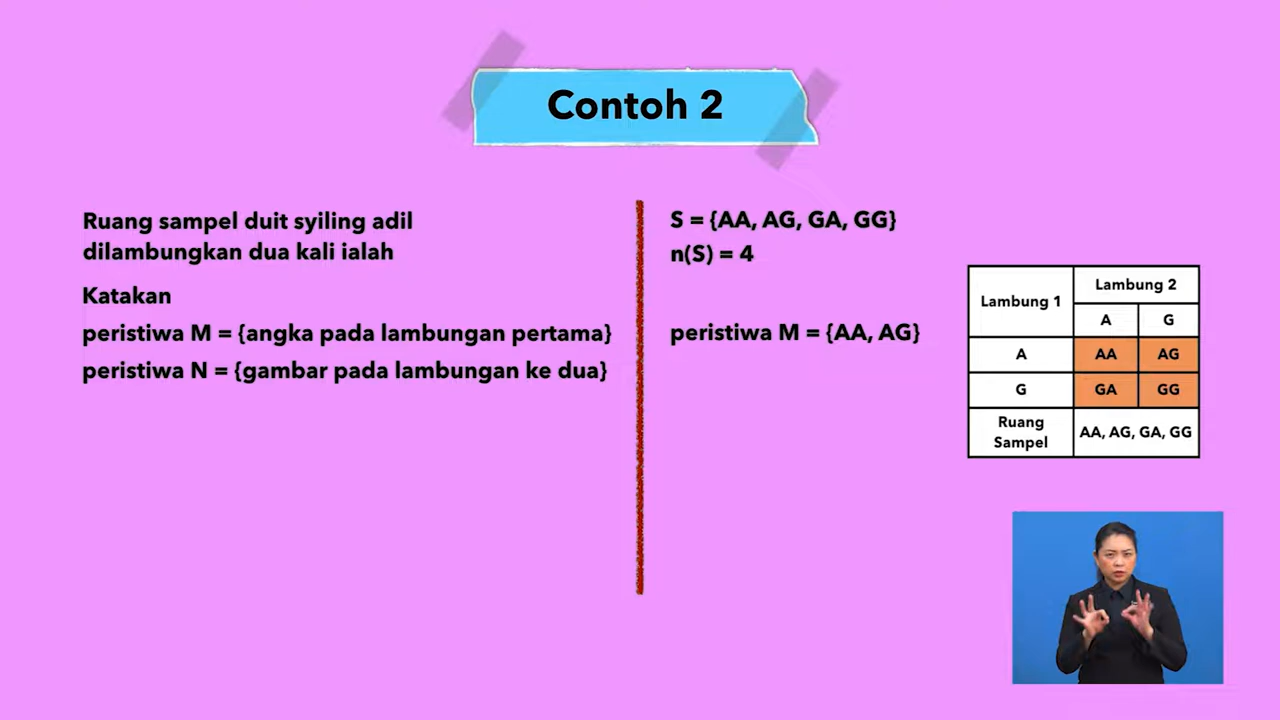 Contoh 2
Ruang sampel duit syiling adil
dilambungkan dua kali ialah
Katakan
peristiwa M = {angka pada lambungan pertama}
peristiwa N = {gambar pada lambungan ke dua}
S = {AA, AG, GA, GG}
n(S) = 4
peristiwa M = {AA, AG}
Lambung 1
Lambung 2
A G
A AA AG
G GA GG
Ruang
Sampel
AA, AG, GA, GG